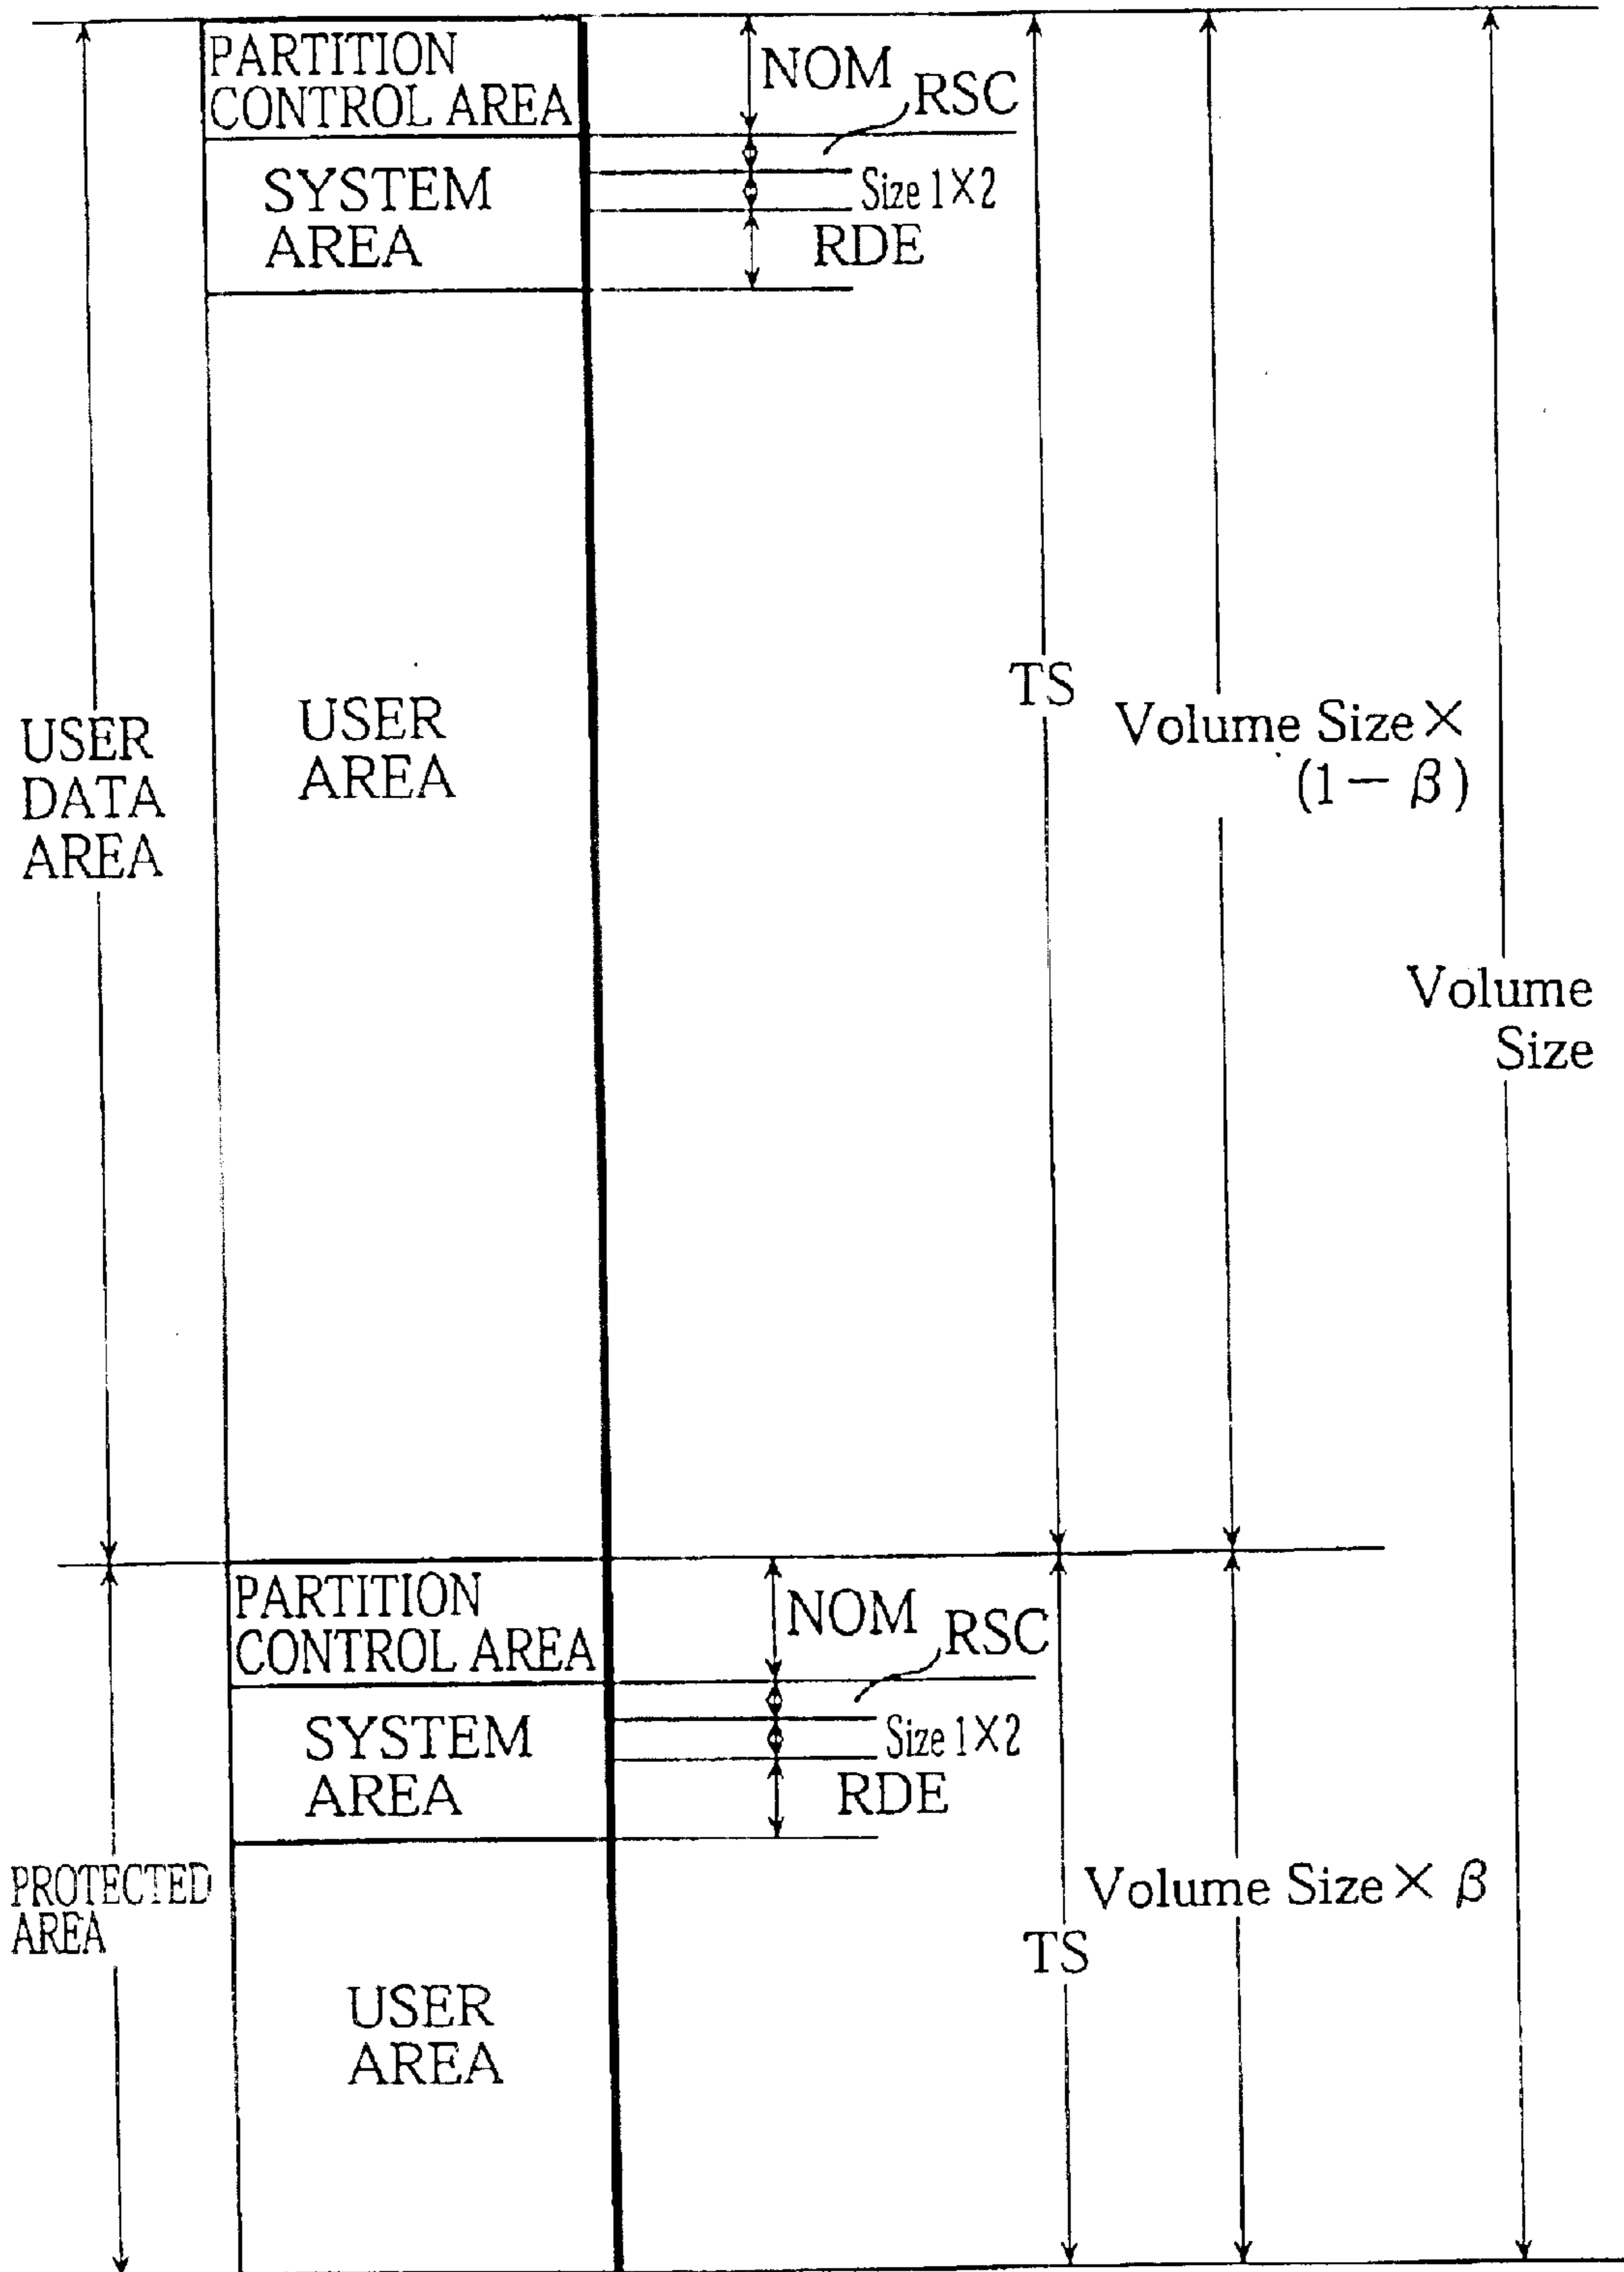 PARTITION
CONTROL AREA
NOM
RSC
SYSTEM
AREA
Size 1×2
RDE
USER
DATA
AREA
USER
AREA
TS
Volume Size×
(1− β)
Volume
Size
PARTITION
CONTROL AREA
NOM
RSC
SYSTEM
AREA
Size 1×2
RDE
PROTECTED
AREA
USER
AREA
TS
Volume Size× β